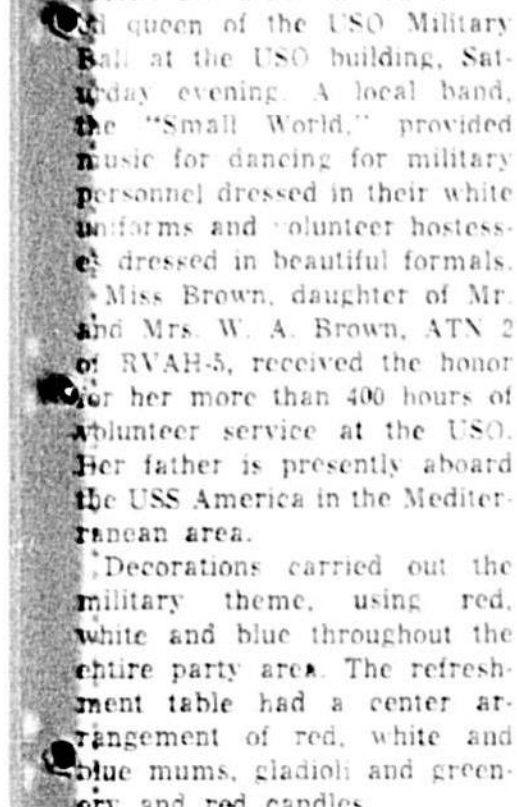 ed queen of the USO Military
Ball at the USO building, Sat-
urday evening. A local band,
the "Small World," provided
music for dancing for military
personnel dressed in their white
uniforms and volunteer hostess-
es dressed in beautiful formals.
Miss Brown, daughter of Mr.
and Mrs. W. A. Brown, ATN 2
of RVAH-5, received the honor
for her more than 400 hours of
volunteer service at the USO.
Her father is presently aboard
the USS America in the Mediter-
ranean area.
Decorations carried out the
military theme, using red,
white and blue throughout the
entire party area. The refresh-
ment table had a center ar-
rangement of red, white and
blue mums, gladioli and green-
ery and red candles.